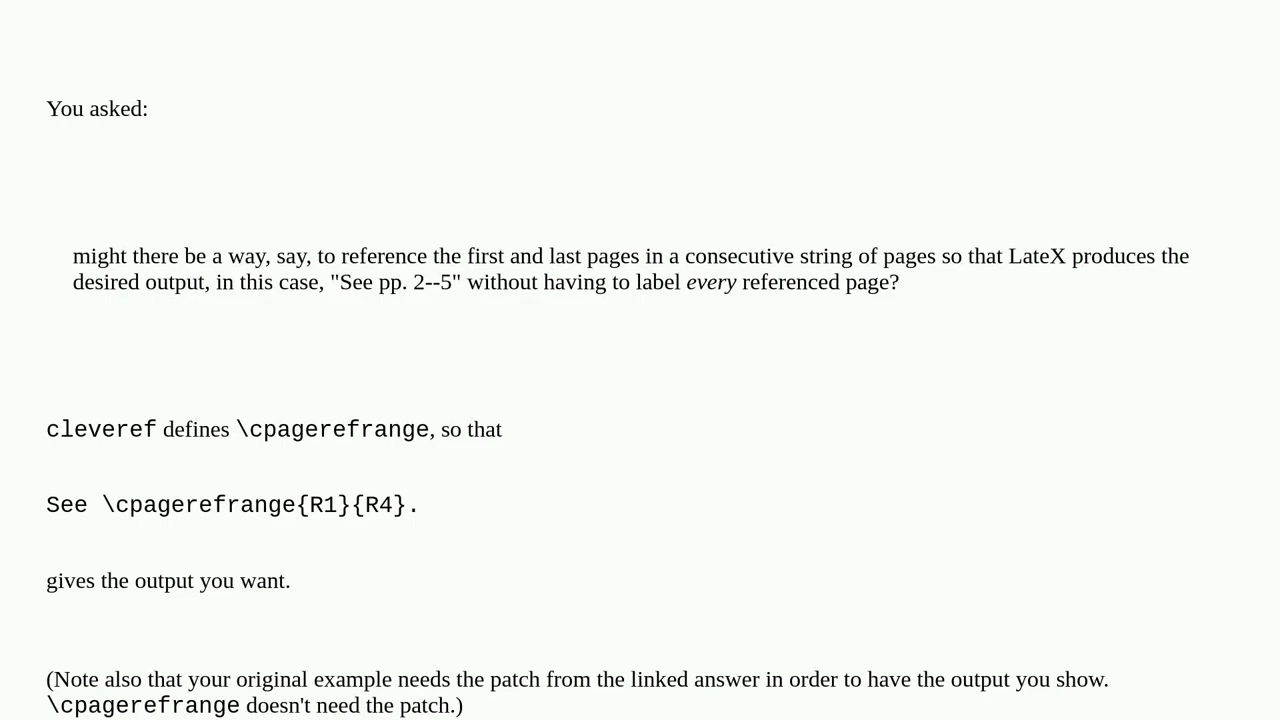 You asked:
might there be a way, say, to reference the first and last pages in a consecutive string of pages so that LateX produces the
desired output, in this case, "See pp. 2--5" without having to label every referenced page?
cleveref defines \cpagerefrange, so that
See \cpagerefrange{R1}{R4}.
gives the output you want.
(Note also that your original example needs the patch from the linked answer in order to have the output you show.
\cpagerefrange doesn't need the patch.)